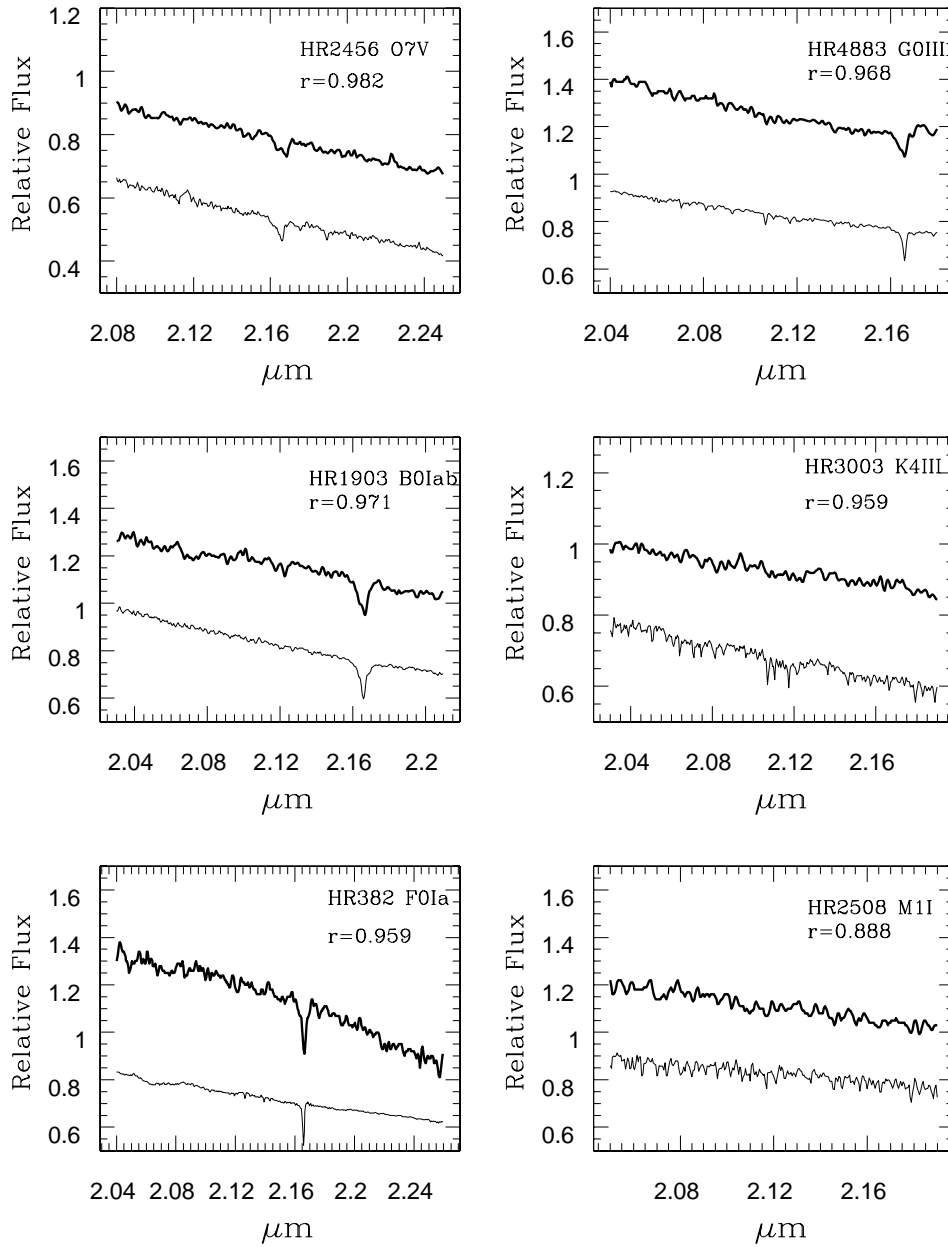 HR2456 O7V
r=0.982
Relative Flux
1.2
1
0.8
0.6
0.4
2.08 2.12 2.16 2.2 2.24
μm
HR4883 G0III
r=0.968
Relative Flux
1.6
1.4
1.2
1
0.8
0.6
2.04 2.08 2.12 2.16
μm
HR1903 B0Iab
r=0.971
Relative Flux
1.6
1.4
1.2
1
0.8
0.6
2.04 2.08 2.12 2.16 2.2
μm
HR3003 K4III
r=0.959
Relative Flux
1.2
1
0.8
0.6
2.04 2.08 2.12 2.16
μm
HR382 F0Ia
r=0.959
Relative Flux
1.6
1.4
1.2
1
0.8
0.6
2.04 2.08 2.12 2.16 2.2 2.24
μm
HR2508 M1I
r=0.888
Relative Flux
1.6
1.4
1.2
1
0.8
0.6
2.08 2.12 2.16
μm